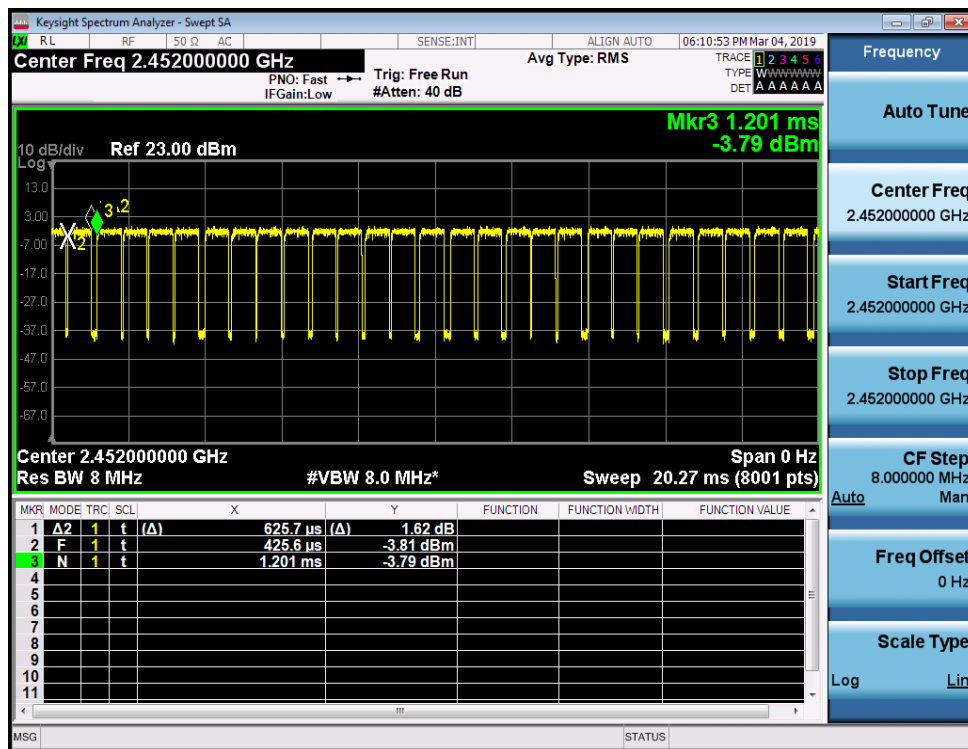 Keysight Spectrum Analyzer - Swept SA
LXI RL RF 50 Ω AC SENSE:INT ALIGN AUTO 06:10:53 PM Mar 04, 2019
Center Freq 2.452000000 GHz
PNO: Fast
IFGain:Low
Trig: Free Run
#Atten: 40 dB
Avg Type: RMS
TRACE 1 2 3 4 5 6
TYPE WWWWWW
DET A A A A A A
Mkr3 1.201 ms
-3.79 dBm
10 dB/div Ref 23.00 dBm
Log
13.0
3.00
-7.00
-17.0
-27.0
-37.0
-47.0
-57.0
-67.0
3 2
2
Center 2.452000000 GHz Span 0 Hz
Res BW 8 MHz #VBW 8.0 MHz* Sweep 20.27 ms (8001 pts)
MKR MODE TRC SCL X Y FUNCTION FUNCTION WIDTH FUNCTION VALUE
1 Δ2 1 t (Δ) 625.7 µs (Δ) 1.62 dB
2 F 1 t 425.6 µs -3.81 dBm
3 N 1 t 1.201 ms -3.79 dBm
4
5
6
7
8
9
10
11
MSG STATUS
Frequency
Auto Tune
Center Freq
2.452000000 GHz
Start Freq
2.452000000 GHz
Stop Freq
2.452000000 GHz
CF Step
8.000000 MHz
Auto Man
Freq Offset
0 Hz
Scale Type
Log Lin